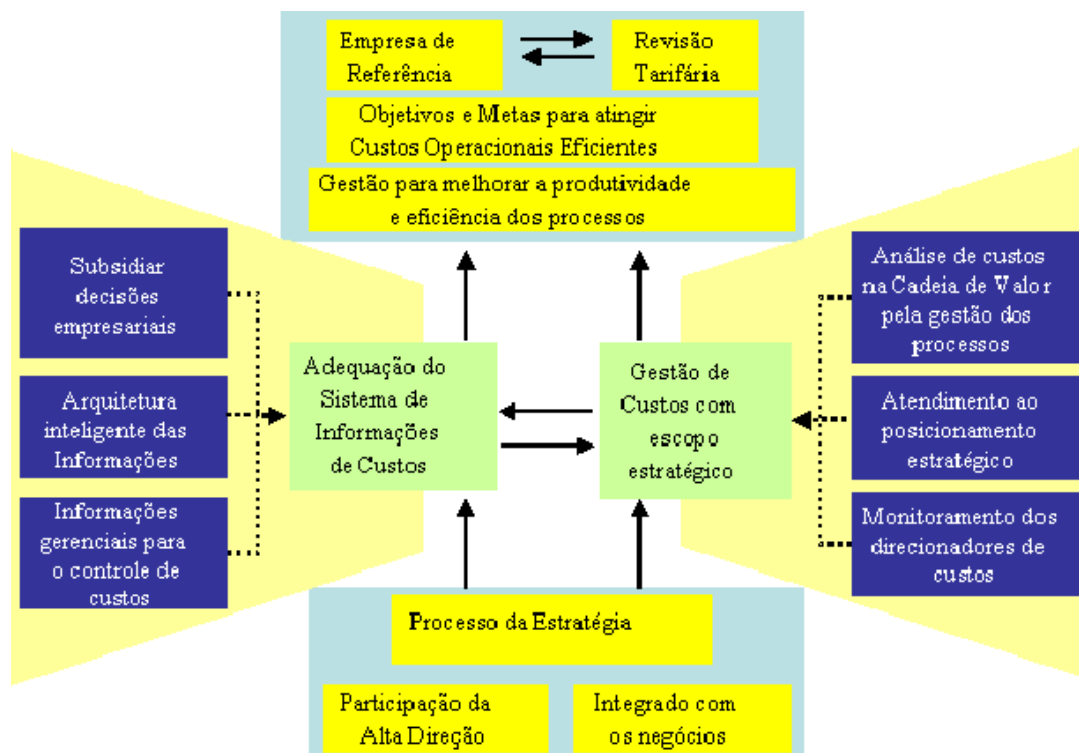 Empresa de
Referência
Revisão
Tarifária
Objetivos e Metas para atingir
Custos Operacionais Eficientes
Gestão para melhorar a produtividade
e eficiência dos processos
Subsidiar
decisões
empresariais
Arquitetura
inteligente das
Informações
Informações
gerenciais para
o controle de
custos
Adequação do
Sistema de
Informações
de Custos
Gestão de
Custos com
escopo
estratégico
Análise de custos
na Cadeia de Valor
pela gestão dos
processos
Atendimento ao
posicionamento
estratégico
Monitoramento dos
direcionadores de
custos
Processo da Estratégia
Participação da
Alta Direção
Integrado com
os negócios